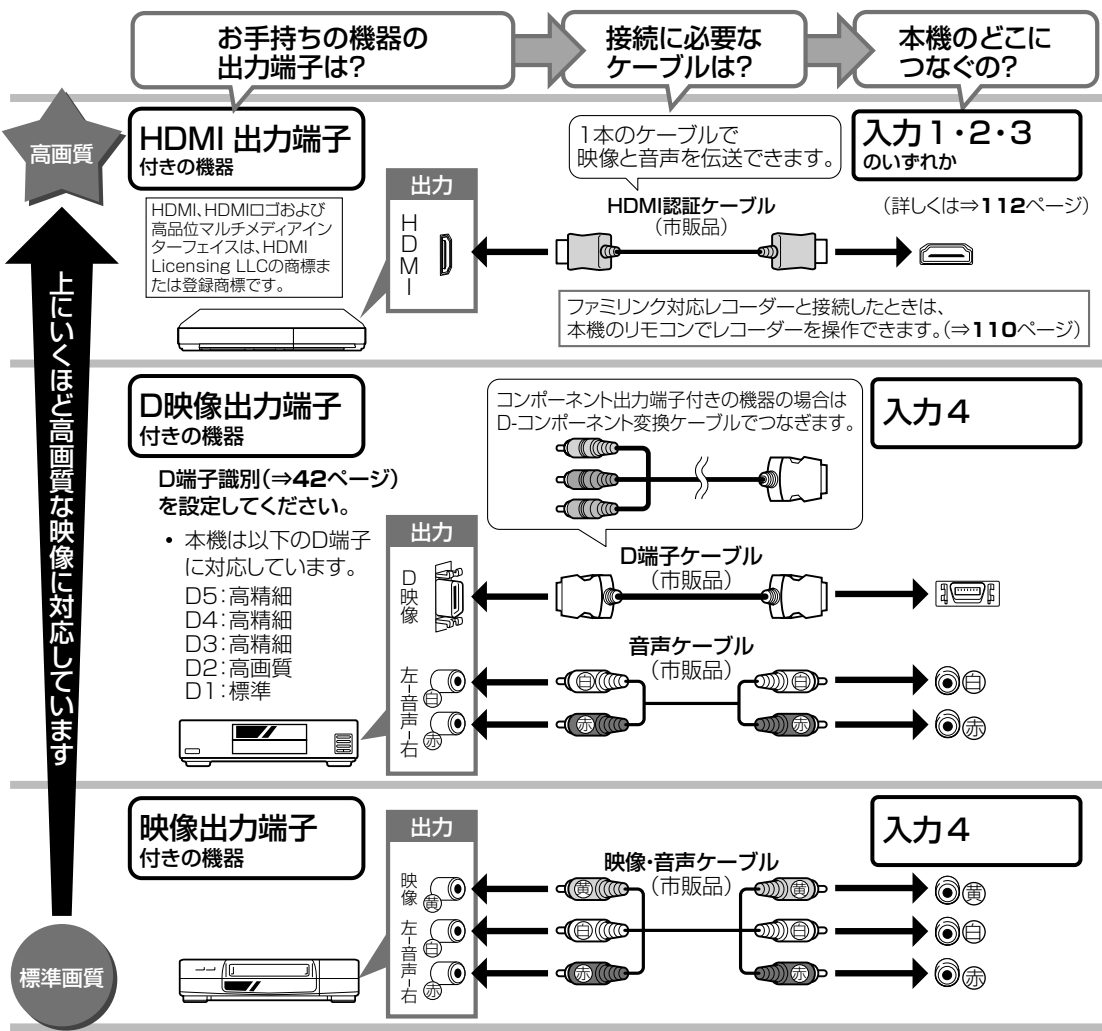 お手持ちの機器の
出力端子は?
接続に必要な
ケーブルは?
本機のどこに
つなぐの?
高画質
上にいくほど高画質な映像に対応しています
標準画質
HDMI 出力端子
付きの機器
HDMI、HDMIロゴおよび
高品位マルチメディアイン
ターフェイスは、HDMI
Licensing LLCの商標ま
たは登録商標です。
出力
HDMI
1本のケーブルで
映像と音声を伝送できます。
HDMI認証ケーブル
(市販品)
入力1・2・3
のいずれか
(詳しくは⇒112ページ)
ファミリンク対応レコーダーと接続したときは、
本機のリモコンでレコーダーを操作できます。(⇒110ページ)
D映像出力端子
付きの機器
D端子識別(⇒42ページ)
を設定してください。
• 本機は以下のD端子
に対応しています。
D5:高精細
D4:高精細
D3:高精細
D2:高画質
D1:標準
出力
D映像
左-音声-右
白
赤
コンポーネント出力端子付きの機器の場合は
D-コンポーネント変換ケーブルでつなぎます。
D端子ケーブル
(市販品)
音声ケーブル
(市販品)
白 白
赤 赤
入力4
白
赤
映像出力端子
付きの機器
出力
映像
黄
左-音声-右
白
赤
映像・音声ケーブル
(市販品)
黄 黄
白 白
赤 赤
入力4
黄
白
赤